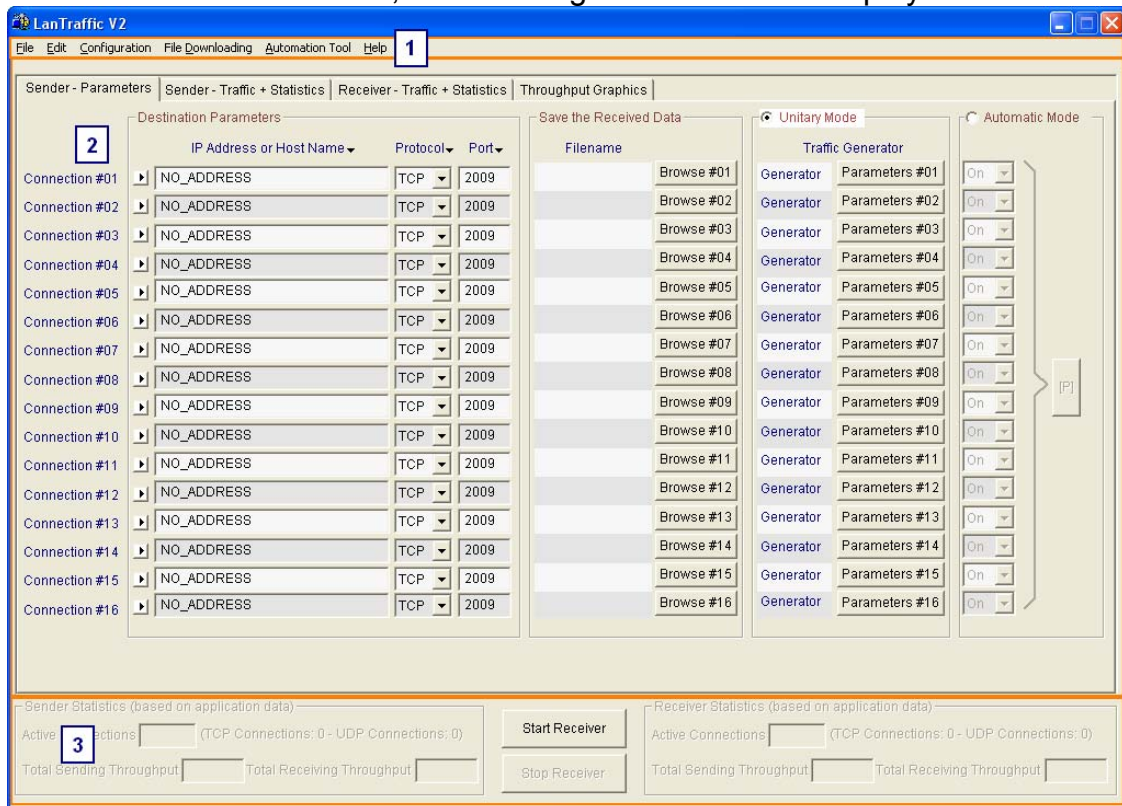 LanTraffic V2
File Edit Configuration File Downloading Automation Tool Help 1
Sender - Parameters Sender - Traffic + Statistics Receiver - Traffic + Statistics Throughput Graphics
Destination Parameters Save the Received Data Unitary Mode Automatic Mode
2 IP Address or Host Name Protocol Port Filename Traffic Generator
Connection #01 NO_ADDRESS TCP 2009 Browse #01 Generator Parameters #01 On
Connection #02 NO_ADDRESS TCP 2009 Browse #02 Generator Parameters #02 On
Connection #03 NO_ADDRESS TCP 2009 Browse #03 Generator Parameters #03 On
Connection #04 NO_ADDRESS TCP 2009 Browse #04 Generator Parameters #04 On
Connection #05 NO_ADDRESS TCP 2009 Browse #05 Generator Parameters #05 On
Connection #06 NO_ADDRESS TCP 2009 Browse #06 Generator Parameters #06 On
Connection #07 NO_ADDRESS TCP 2009 Browse #07 Generator Parameters #07 On
Connection #08 NO_ADDRESS TCP 2009 Browse #08 Generator Parameters #08 On [P]
Connection #09 NO_ADDRESS TCP 2009 Browse #09 Generator Parameters #09 On
Connection #10 NO_ADDRESS TCP 2009 Browse #10 Generator Parameters #10 On
Connection #11 NO_ADDRESS TCP 2009 Browse #11 Generator Parameters #11 On
Connection #12 NO_ADDRESS TCP 2009 Browse #12 Generator Parameters #12 On
Connection #13 NO_ADDRESS TCP 2009 Browse #13 Generator Parameters #13 On
Connection #14 NO_ADDRESS TCP 2009 Browse #14 Generator Parameters #14 On
Connection #15 NO_ADDRESS TCP 2009 Browse #15 Generator Parameters #15 On
Connection #16 NO_ADDRESS TCP 2009 Browse #16 Generator Parameters #16 On
Sender Statistics (based on application data) Receiver Statistics (based on application data)
Active 3 ections (TCP Connections: 0 - UDP Connections: 0) Start Receiver Active Connections (TCP Connections: 0 - UDP Connections: 0)
Total Sending Throughput Total Receiving Throughput Stop Receiver Total Sending Throughput Total Receiving Throughput